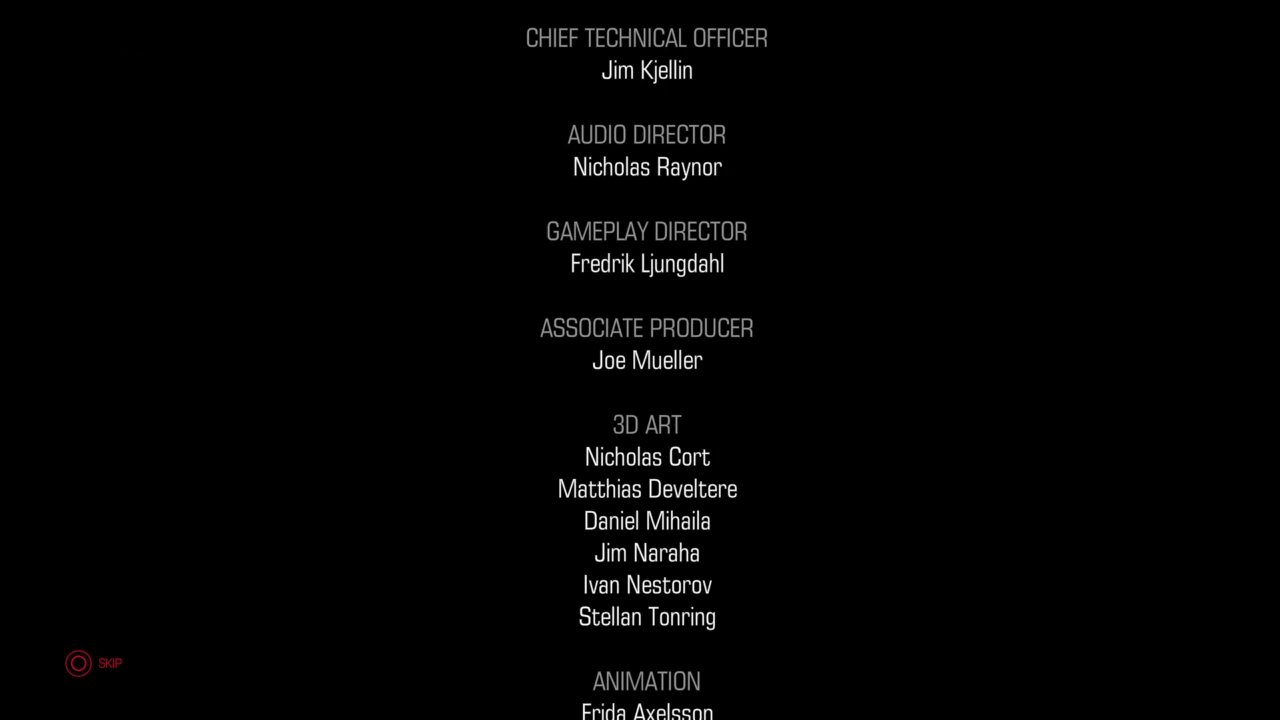 CHIEF TECHNICAL OFFICER
Jim Kjellin
AUDIO DIRECTOR
Nicholas Raynor
GAMEPLAY DIRECTOR
Fredrik Ljungdahl
ASSOCIATE PRODUCER
Joe Mueller
3D ART
Nicholas Cort
Matthias Develtere
Daniel Mihaila
Jim Naraha
Ivan Nestorov
Stellan Tonring
SKIP
ANIMATION
Frida Axelsson